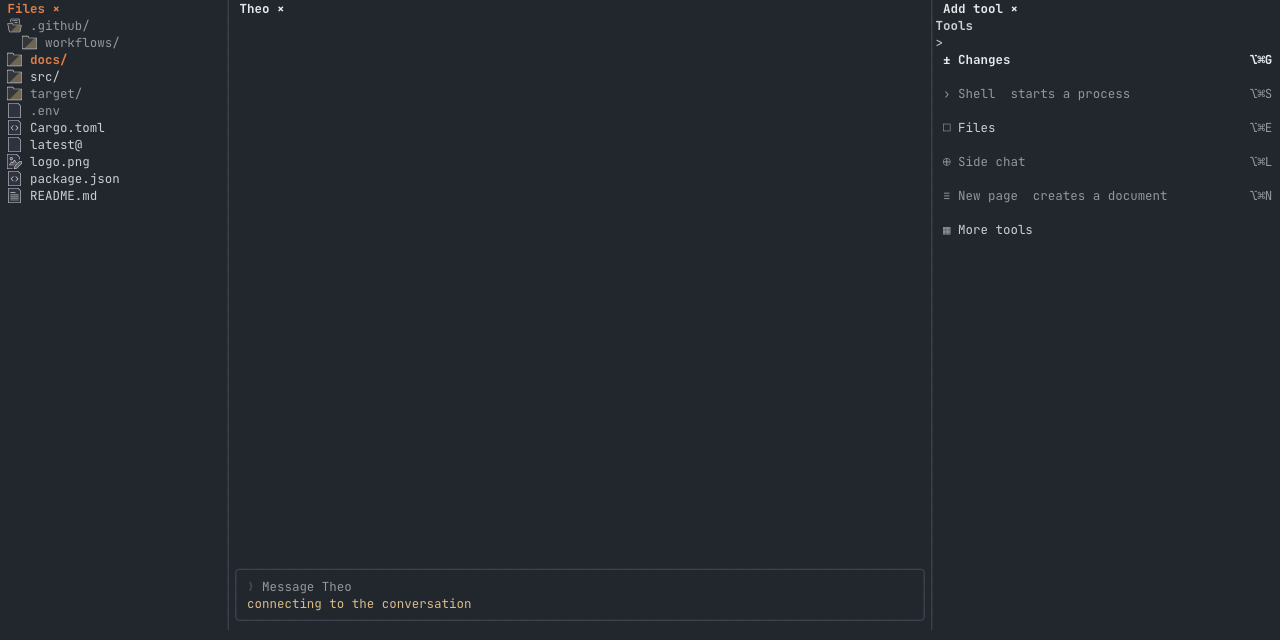 Files ×
.github/
workflows/
docs/
src/
target/
.env
Cargo.toml
latest@
logo.png
package.json
README.md
Theo ×
⟩ Message Theo
connecting to the conversation
Add tool ×
Tools
>
± Changes ⌥⌘G
› Shell starts a process ⌥⌘S
□ Files ⌥⌘E
⊕ Side chat ⌥⌘L
≡ New page creates a document ⌥⌘N
▦ More tools